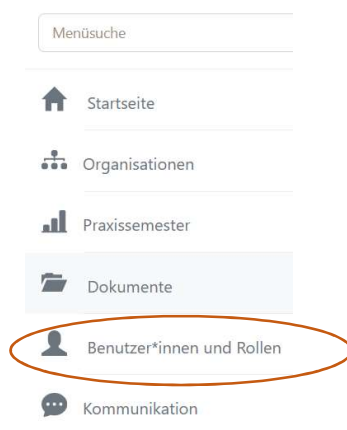 Menüsuche
Startseite
Organisationen
Praxissemester
Dokumente
Benutzer*innen und Rollen
Kommunikation